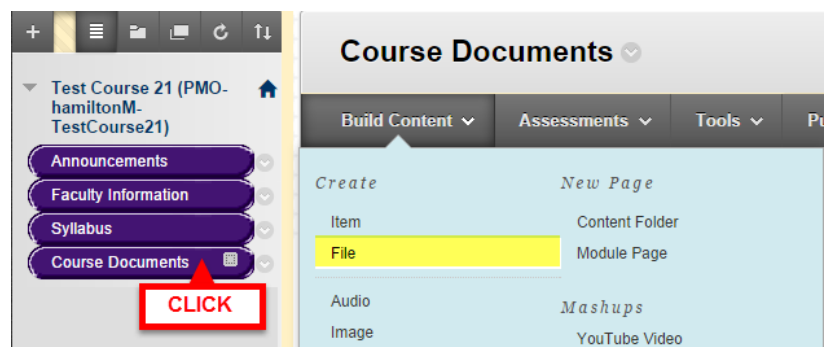 Test Course 21 (PMO-
hamiltonM-
TestCourse21)
Announcements
Faculty Information
Syllabus
Course Documents
CLICK
Course Documents
Build Content
Assessments
Tools
Create
Item
File
Audio
Image
New Page
Content Folder
Module Page
Mashups
YouTube Video